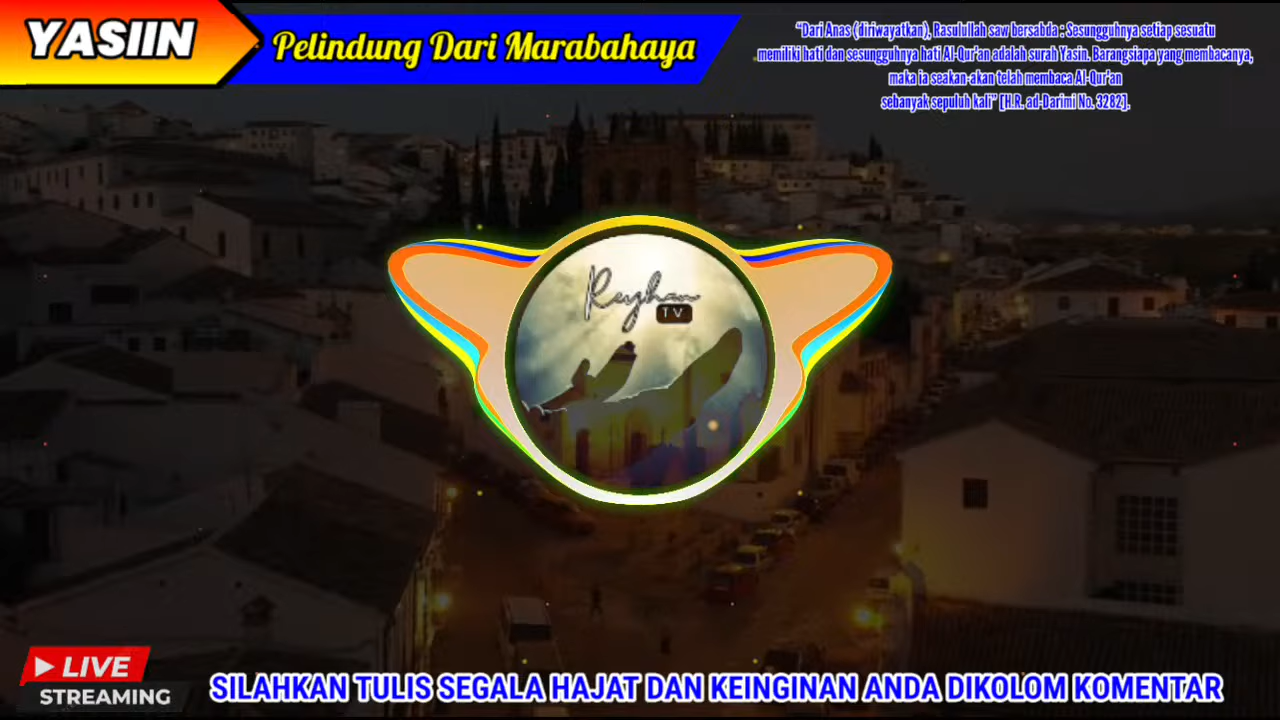 YASIIN
Pelindung Dari Marabahaya
“Dari Anas (diriwayatkan), Rasulullah saw bersabda : Sesungguhnya setiap sesuatu
memiliki hati dan sesungguhnya hati Al-Qur’an adalah surah Yasin. Barangsiapa yang membacanya,
maka ia seakan-akan telah membaca Al-Qur’an
sebanyak sepuluh kali” [H.R. ad-Darimi No. 3282].
Reyhan
TV
LIVE
STREAMING
SILAHKAN TULIS SEGALA HAJAT DAN KEINGINAN ANDA DIKOLOM KOMENTAR